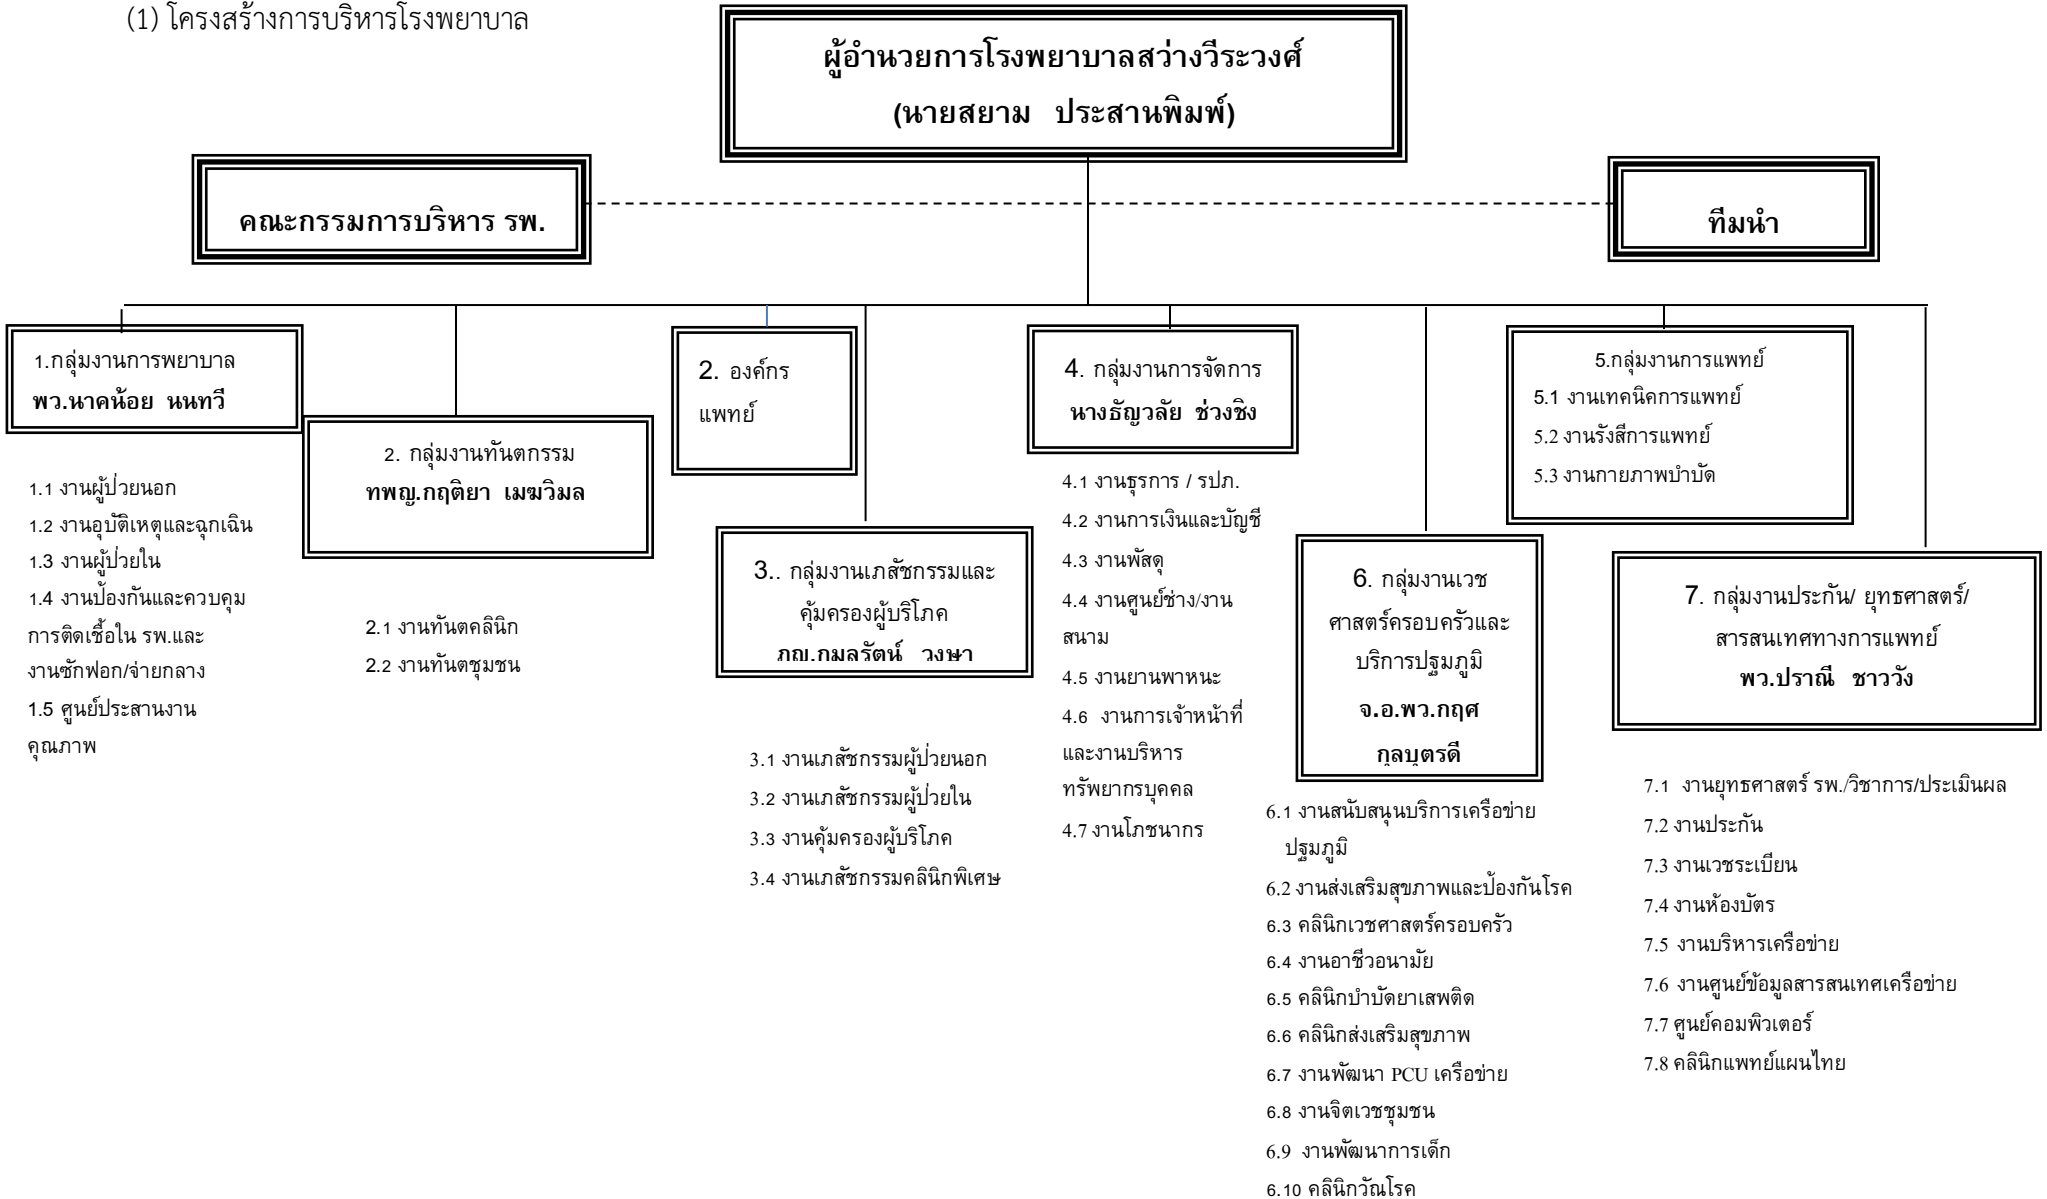 (1) โครงสร้างการบริหารโรงพยาบาล
ผู้อำนวยการโรงพยาบาลสว่างวีระวงศ์
(นายสยาม ประสานพิมพ์)
คณะกรรมการบริหาร รพ.
ทีมนำ
1.กลุ่มงานการพยาบาล
พว.นาคน้อย นนทวี
1.1 งานผู้ป่วยนอก
1.2 งานอุบัติเหตุและฉุกเฉิน
1.3 งานผู้ป่วยใน
1.4 งานป้องกันและควบคุม
การติดเชื้อใน รพ.และ
งานซักฟอก/จ่ายกลาง
1.5 ศูนย์ประสานงาน
คุณภาพ
2. กลุ่มงานทันตกรรม
ทพญ.กฤติยา เมฆวิมล
2.1 งานทันตคลินิก
2.2 งานทันตชุมชน
2. องค์กร
แพทย์
3.. กลุ่มงานเภสัชกรรมและ
คุ้มครองผู้บริโภค
ภญ.กมลรัตน์ วงษา
3.1 งานเภสัชกรรมผู้ป่วยนอก
3.2 งานเภสัชกรรมผู้ป่วยใน
3.3 งานคุ้มครองผู้บริโภค
3.4 งานเภสัชกรรมคลินิกพิเศษ
4. กลุ่มงานการจัดการ
นางธัญวลัย ช่วงชิง
4.1 งานธุรการ / รปภ.
4.2 งานการเงินและบัญชี
4.3 งานพัสดุ
4.4 งานศูนย์ช่าง/งาน
สนาม
4.5 งานยานพาหนะ
4.6 งานการเจ้าหน้าที่
และงานบริหาร
ทรัพยากรบุคคล
4.7 งานโภชนากร
5.กลุ่มงานการแพทย์
5.1 งานเทคนิคการแพทย์
5.2 งานรังสีการแพทย์
5.3 งานกายภาพบำบัด
6. กลุ่มงานเวช
ศาสตร์ครอบครัวและ
บริการปฐมภูมิ
จ.อ.พว.กฤศ
กุลบุตรดี
6.1 งานสนับสนุนบริการเครือข่าย
ปฐมภูมิ
6.2 งานส่งเสริมสุขภาพและป้องกันโรค
6.3 คลินิกเวชศาสตร์ครอบครัว
6.4 งานอาชีวอนามัย
6.5 คลินิกบำบัดยาเสพติด
6.6 คลินิกส่งเสริมสุขภาพ
6.7 งานพัฒนา PCU เครือข่าย
6.8 งานจิตเวชชุมชน
6.9 งานพัฒนาการเด็ก
6.10 คลินิกวัณโรค
7. กลุ่มงานประกัน/ ยุทธศาสตร์/
สารสนเทศทางการแพทย์
พว.ปราณี ชาววัง
7.1 งานยุทธศาสตร์ รพ./วิชาการ/ประเมินผล
7.2 งานประกัน
7.3 งานเวชระเบียน
7.4 งานห้องบัตร
7.5 งานบริหารเครือข่าย
7.6 งานศูนย์ข้อมูลสารสนเทศเครือข่าย
7.7 ศูนย์คอมพิวเตอร์
7.8 คลินิกแพทย์แผนไทย